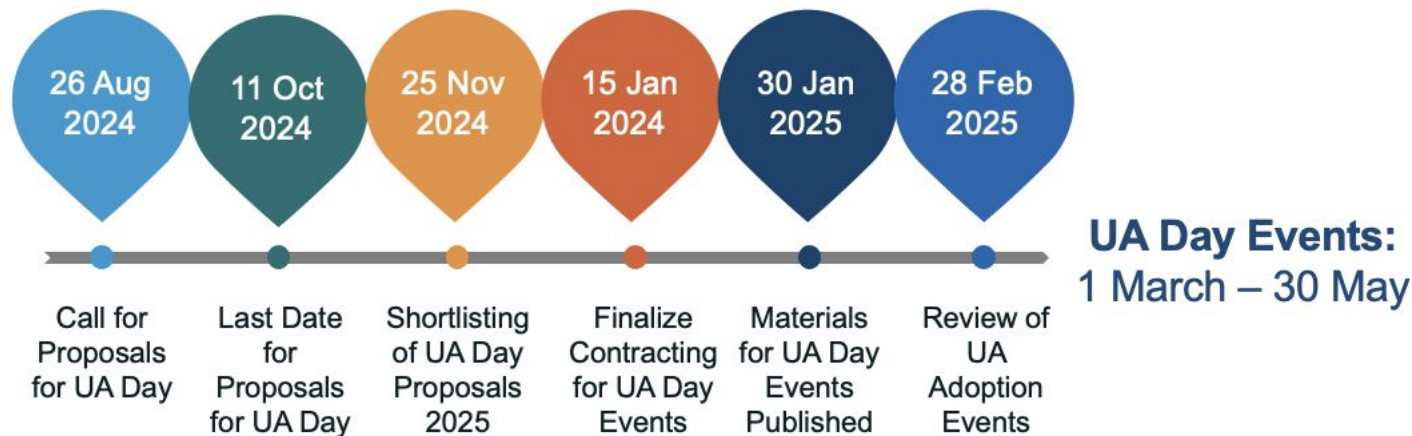 26 Aug
2024
11 Oct
2024
25 Nov
2024
15 Jan
2024
30 Jan
2025
28 Feb
2025
UA Day Events:
1 March – 30 May
Call for
Proposals
for UA Day
Last Date
for
Proposals
for UA Day
Shortlisting
of UA Day
Proposals
2025
Finalize
Contracting
for UA Day
Events
Materials
for UA Day
Events
Published
Review of
UA
Adoption
Events